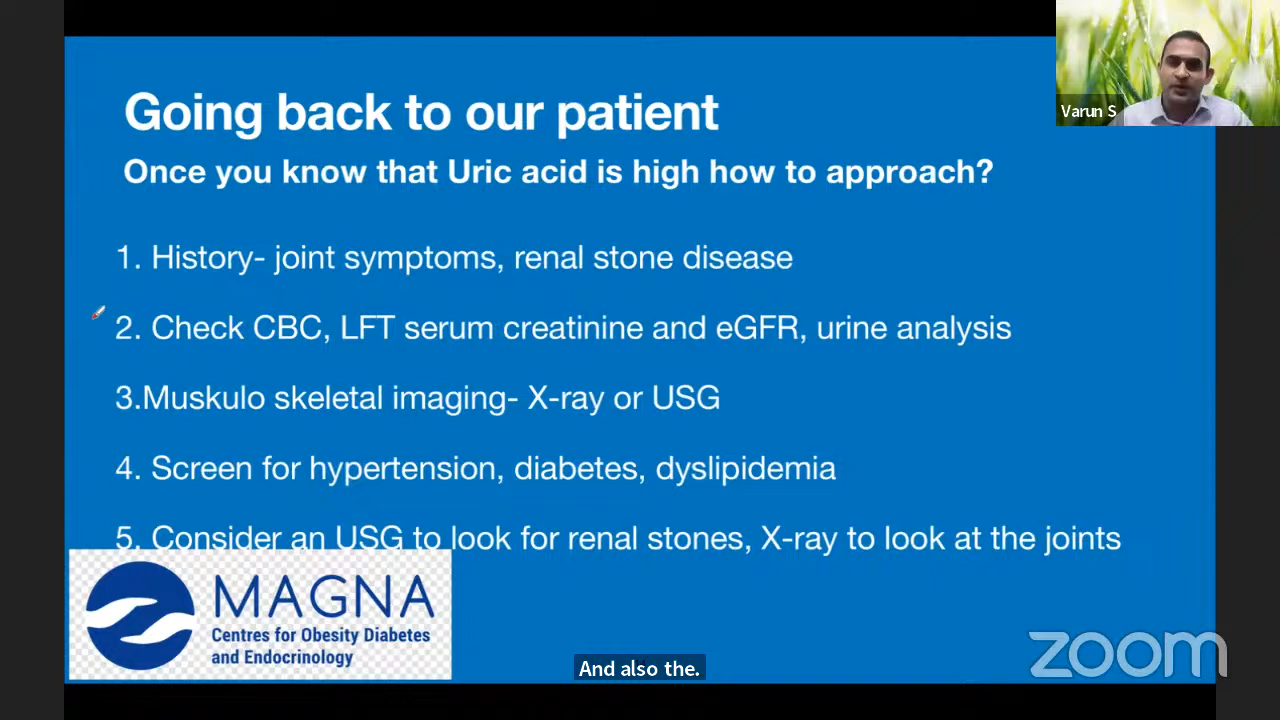 Going back to our patient
Varun S
Once you know that Uric acid is high how to approach?
1. History- joint symptoms, renal stone disease
2. Check CBC, LFT serum creatinine and eGFR, urine analysis
3.Muskulo skeletal imaging- X-ray or USG
4. Screen for hypertension, diabetes, dyslipidemia
5. Consider an USG to look for renal stones, X-ray to look at the joints
MAGNA
Centres for Obesity Diabetes
and Endocrinology
And also the.
zoom